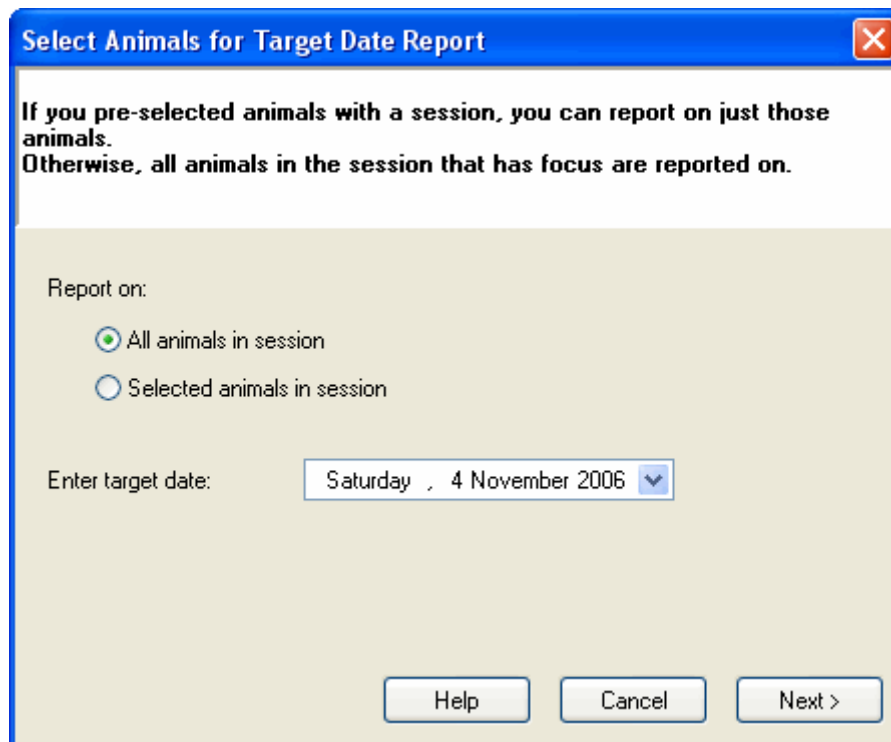 Select Animals for Target Date Report
If you pre-selected animals with a session, you can report on just those
animals.
Otherwise, all animals in the session that has focus are reported on.
Report on:
All animals in session
Selected animals in session
Enter target date: Saturday , 4 November 2006
Help Cancel Next >